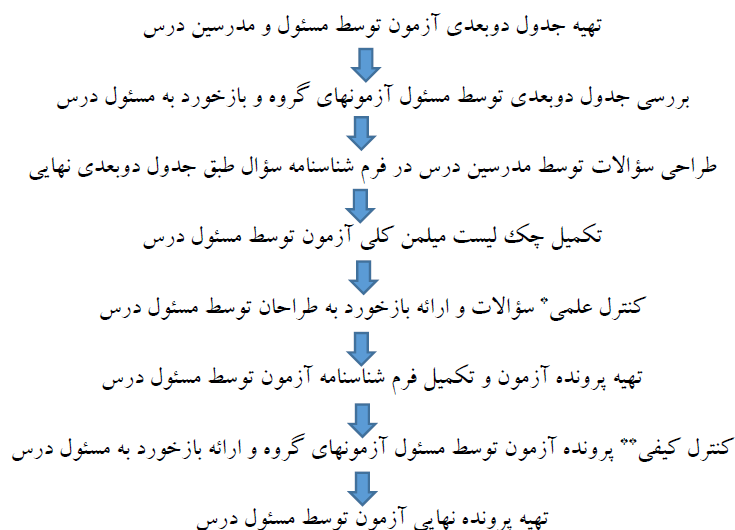 تهیه جدول دوبعدی آزمون توسط مسئول و مدرسین درس
بررسی جدول دوبعدی توسط مسئول آزمونهای گروه و بازخورد به مسئول درس
طراحی سؤالات توسط مدرسین درس در فرم شناسنامه سؤال طبق جدول دوبعدی نهایی
تکمیل چک لیست میلمن کلی آزمون توسط مسئول درس
کنترل علمی* سؤالات و ارائه بازخورد به طراحان توسط مسئول درس
تهیه پرونده آزمون و تکمیل فرم شناسنامه آزمون توسط مسئول درس
کنترل کیفی** پرونده آزمون توسط مسئول آزمونهای گروه و ارائه بازخورد به مسئول درس
تهیه پرونده نهایی آزمون توسط مسئول درس